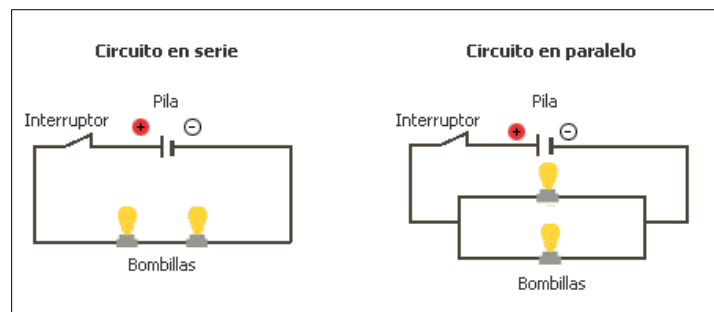 Circuito en serie
Pila
Interruptor
+
−
Bombillas
Circuito en paralelo
Pila
Interruptor
+
−
Bombillas